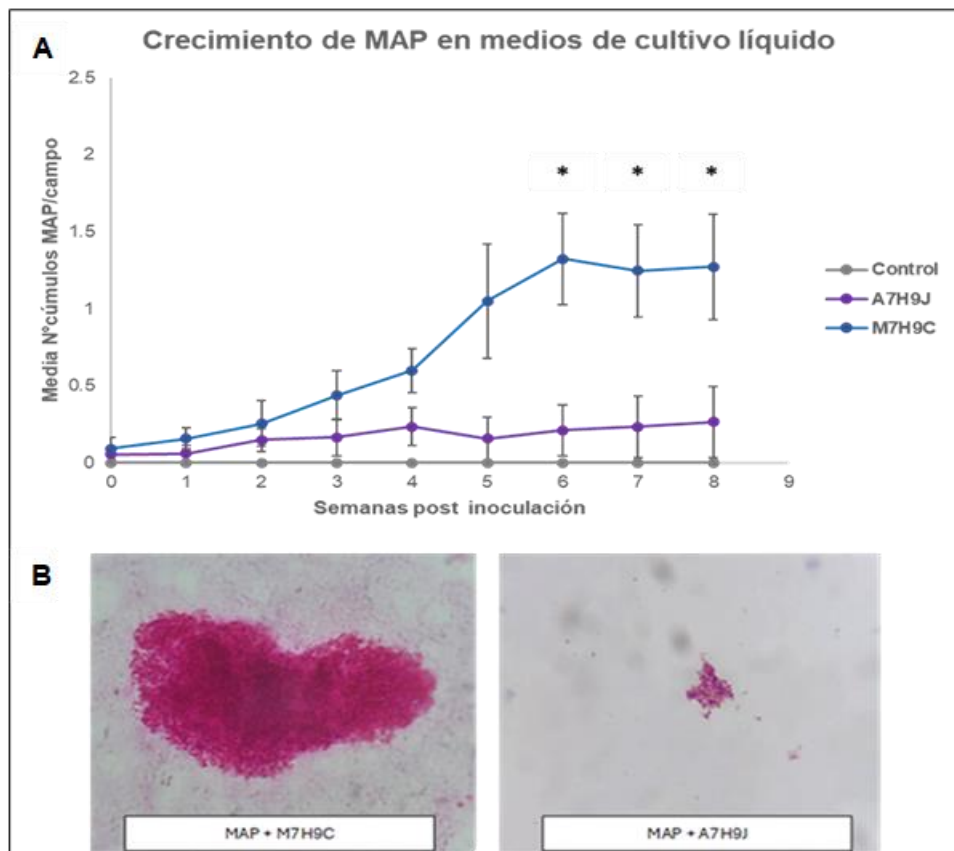 A
Crecimiento de MAP en medios de cultivo líquido
2.5
2
1.5
1
0.5
0
Media N°cúmulos MAP/campo
* * *
0 1 2 3 4 5 6 7 8 9
Semanas post inoculación
Control
A7H9J
M7H9C
B
MAP + M7H9C
MAP + A7H9J